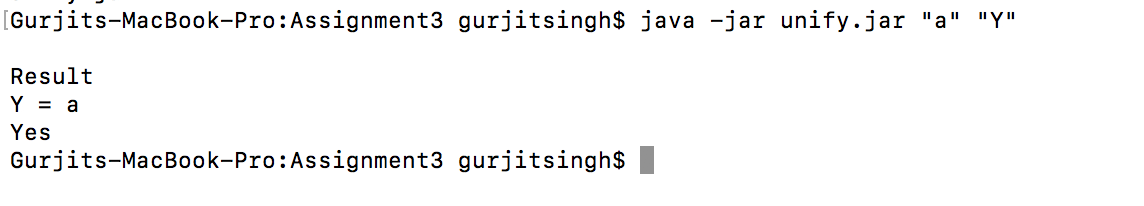 [Gurjits-MacBook-Pro:Assignment3 gurjitsingh$ java -jar unify.jar "a" "Y"
Result
Y = a
Yes
Gurjits-MacBook-Pro:Assignment3 gurjitsingh$